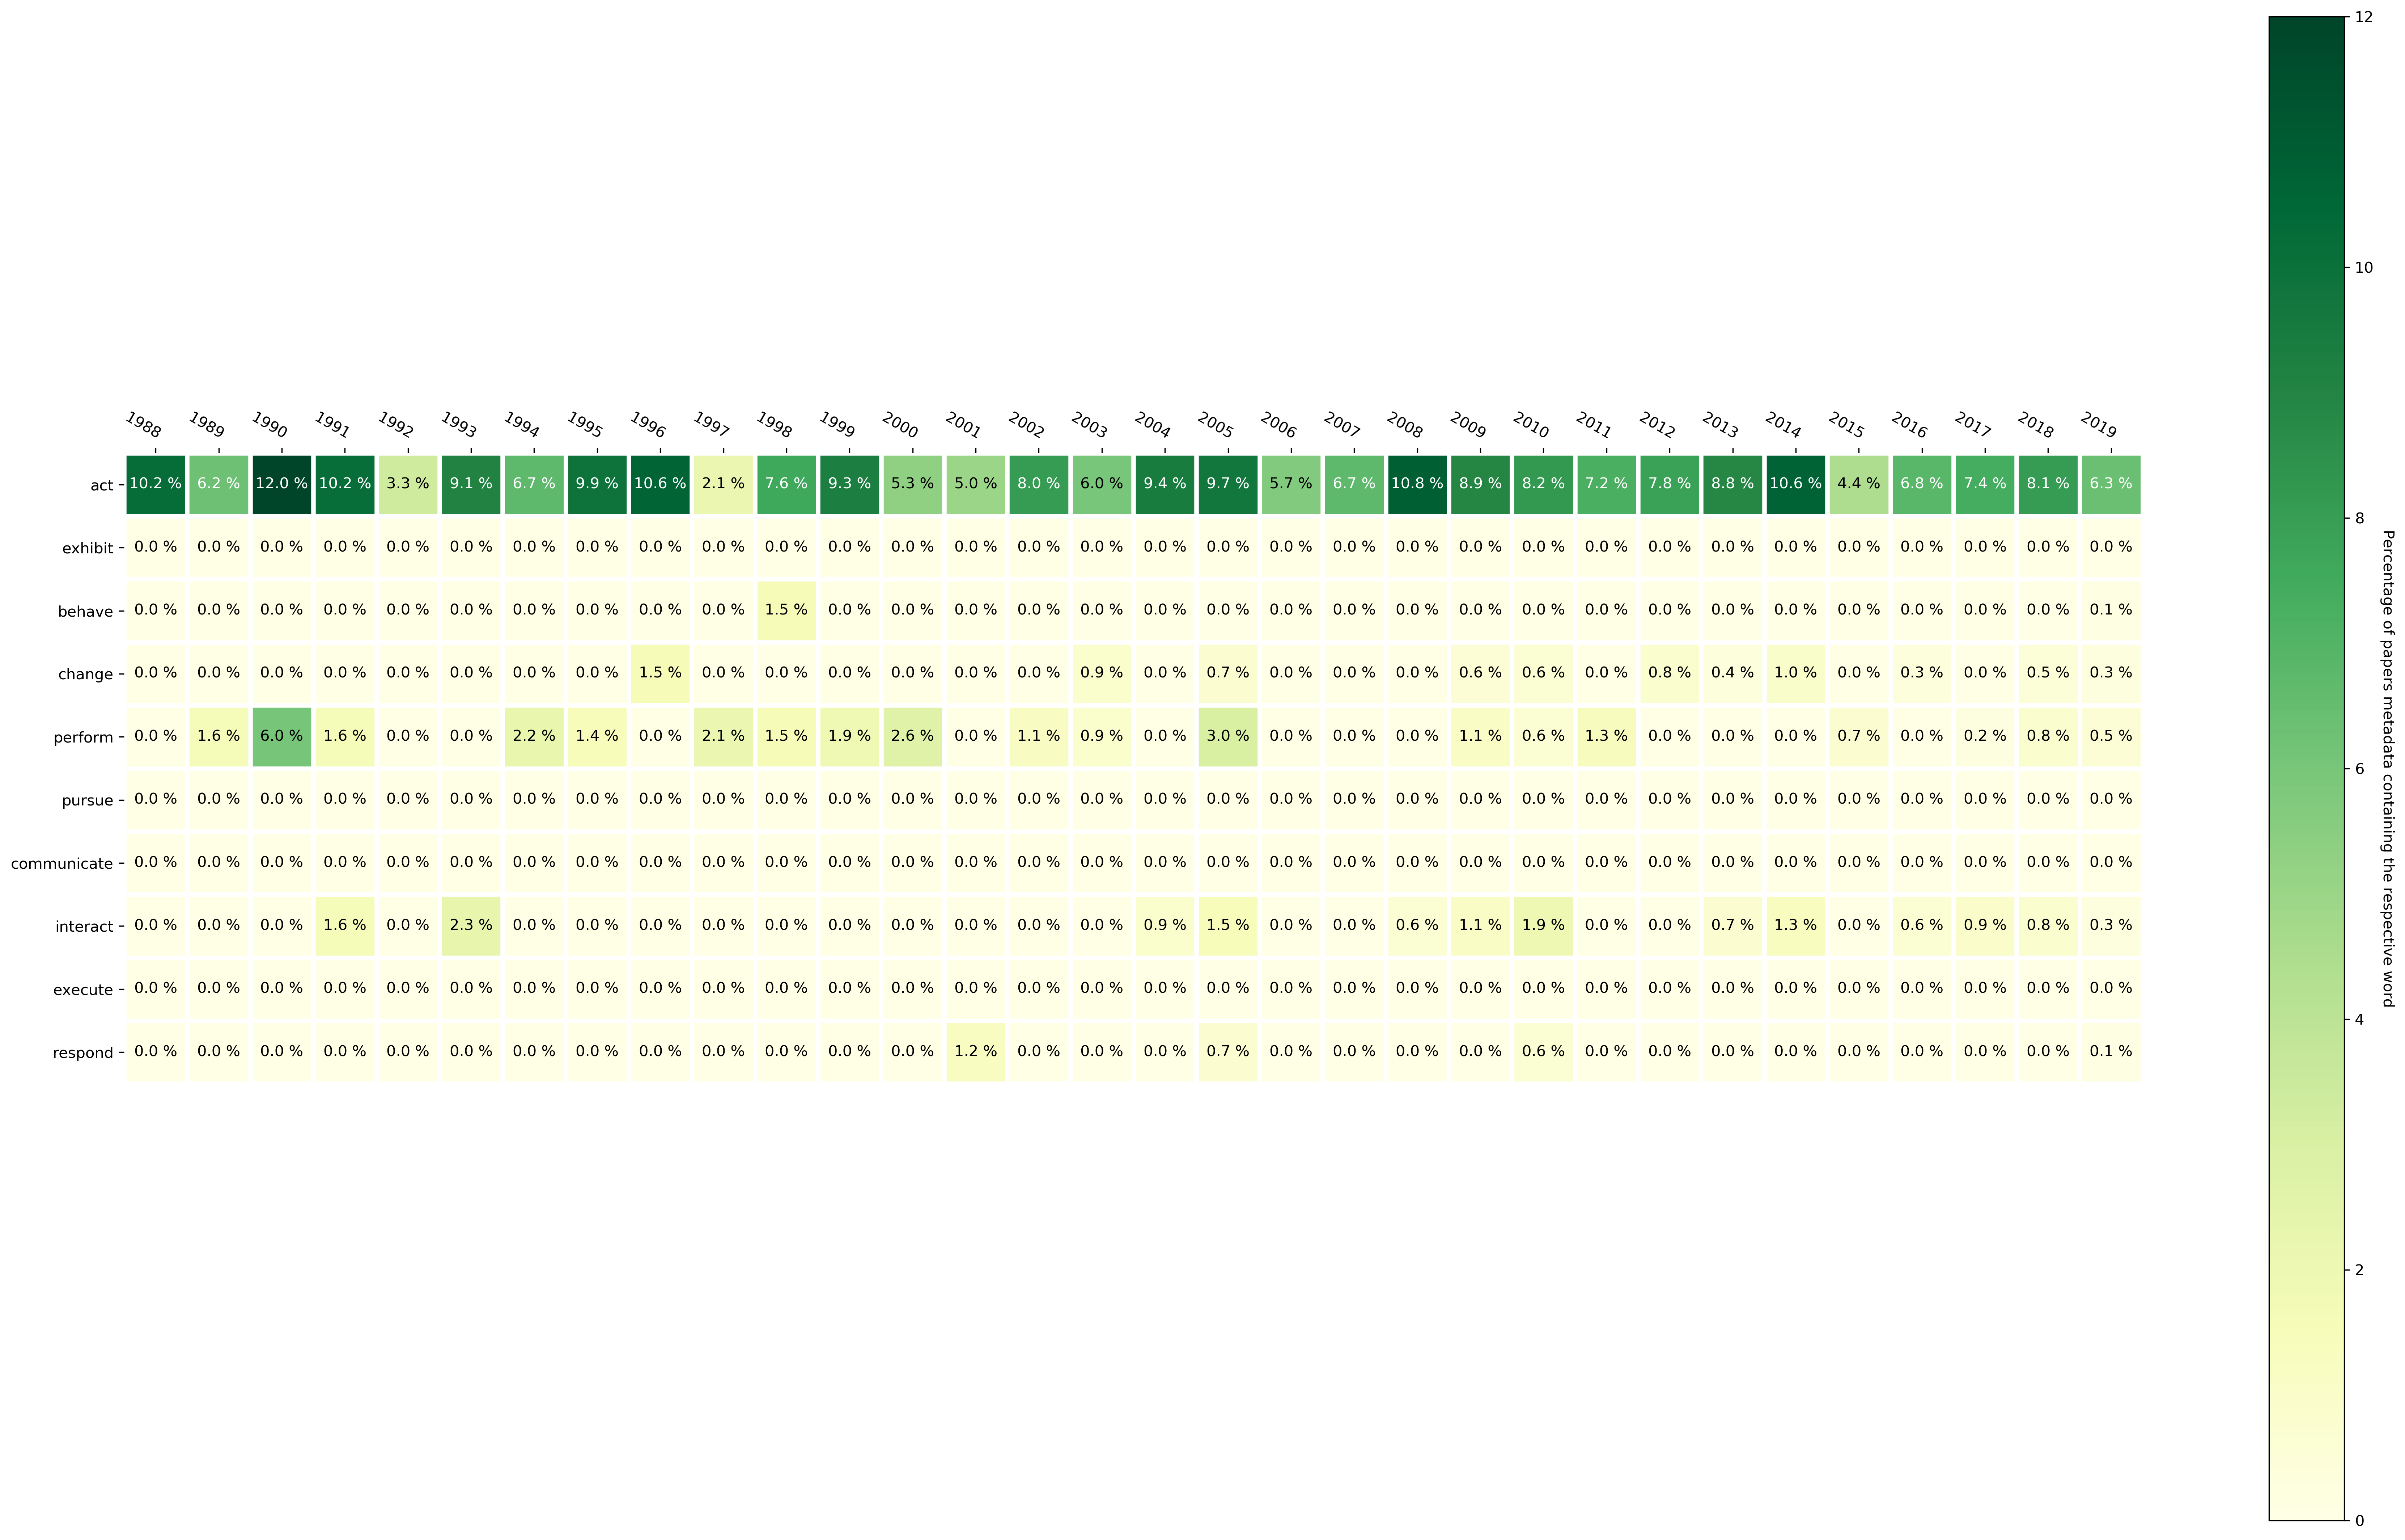 1988 1989 1990 1991 1992 1993 1994 1995 1996 1997 1998 1999 2000 2001 2002 2003 2004 2005 2006 2007 2008 2009 2010 2011 2012 2013 2014 2015 2016 2017 2018 2019
act 10.2 % 6.2 % 12.0 % 10.2 % 3.3 % 9.1 % 6.7 % 9.9 % 10.6 % 2.1 % 7.6 % 9.3 % 5.3 % 5.0 % 8.0 % 6.0 % 9.4 % 9.7 % 5.7 % 6.7 % 10.8 % 8.9 % 8.2 % 7.2 % 7.8 % 8.8 % 10.6 % 4.4 % 6.8 % 7.4 % 8.1 % 6.3 %
exhibit 0.0 % 0.0 % 0.0 % 0.0 % 0.0 % 0.0 % 0.0 % 0.0 % 0.0 % 0.0 % 0.0 % 0.0 % 0.0 % 0.0 % 0.0 % 0.0 % 0.0 % 0.0 % 0.0 % 0.0 % 0.0 % 0.0 % 0.0 % 0.0 % 0.0 % 0.0 % 0.0 % 0.0 % 0.0 % 0.0 % 0.0 % 0.0 %
behave 0.0 % 0.0 % 0.0 % 0.0 % 0.0 % 0.0 % 0.0 % 0.0 % 0.0 % 0.0 % 1.5 % 0.0 % 0.0 % 0.0 % 0.0 % 0.0 % 0.0 % 0.0 % 0.0 % 0.0 % 0.0 % 0.0 % 0.0 % 0.0 % 0.0 % 0.0 % 0.0 % 0.0 % 0.0 % 0.0 % 0.0 % 0.1 %
change 0.0 % 0.0 % 0.0 % 0.0 % 0.0 % 0.0 % 0.0 % 0.0 % 1.5 % 0.0 % 0.0 % 0.0 % 0.0 % 0.0 % 0.0 % 0.9 % 0.0 % 0.7 % 0.0 % 0.0 % 0.0 % 0.6 % 0.6 % 0.0 % 0.8 % 0.4 % 1.0 % 0.0 % 0.3 % 0.0 % 0.5 % 0.3 %
perform 0.0 % 1.6 % 6.0 % 1.6 % 0.0 % 0.0 % 2.2 % 1.4 % 0.0 % 2.1 % 1.5 % 1.9 % 2.6 % 0.0 % 1.1 % 0.9 % 0.0 % 3.0 % 0.0 % 0.0 % 0.0 % 1.1 % 0.6 % 1.3 % 0.0 % 0.0 % 0.0 % 0.7 % 0.0 % 0.2 % 0.8 % 0.5 %
pursue 0.0 % 0.0 % 0.0 % 0.0 % 0.0 % 0.0 % 0.0 % 0.0 % 0.0 % 0.0 % 0.0 % 0.0 % 0.0 % 0.0 % 0.0 % 0.0 % 0.0 % 0.0 % 0.0 % 0.0 % 0.0 % 0.0 % 0.0 % 0.0 % 0.0 % 0.0 % 0.0 % 0.0 % 0.0 % 0.0 % 0.0 % 0.0 %
communicate 0.0 % 0.0 % 0.0 % 0.0 % 0.0 % 0.0 % 0.0 % 0.0 % 0.0 % 0.0 % 0.0 % 0.0 % 0.0 % 0.0 % 0.0 % 0.0 % 0.0 % 0.0 % 0.0 % 0.0 % 0.0 % 0.0 % 0.0 % 0.0 % 0.0 % 0.0 % 0.0 % 0.0 % 0.0 % 0.0 % 0.0 % 0.0 %
interact 0.0 % 0.0 % 0.0 % 1.6 % 0.0 % 2.3 % 0.0 % 0.0 % 0.0 % 0.0 % 0.0 % 0.0 % 0.0 % 0.0 % 0.0 % 0.0 % 0.9 % 1.5 % 0.0 % 0.0 % 0.6 % 1.1 % 1.9 % 0.0 % 0.0 % 0.7 % 1.3 % 0.0 % 0.6 % 0.9 % 0.8 % 0.3 %
execute 0.0 % 0.0 % 0.0 % 0.0 % 0.0 % 0.0 % 0.0 % 0.0 % 0.0 % 0.0 % 0.0 % 0.0 % 0.0 % 0.0 % 0.0 % 0.0 % 0.0 % 0.0 % 0.0 % 0.0 % 0.0 % 0.0 % 0.0 % 0.0 % 0.0 % 0.0 % 0.0 % 0.0 % 0.0 % 0.0 % 0.0 % 0.0 %
respond 0.0 % 0.0 % 0.0 % 0.0 % 0.0 % 0.0 % 0.0 % 0.0 % 0.0 % 0.0 % 0.0 % 0.0 % 0.0 % 1.2 % 0.0 % 0.0 % 0.0 % 0.7 % 0.0 % 0.0 % 0.0 % 0.0 % 0.6 % 0.0 % 0.0 % 0.0 % 0.0 % 0.0 % 0.0 % 0.0 % 0.0 % 0.1 %
12
10
8
6
4
2
0
Percentage of papers metadata containing the respective word